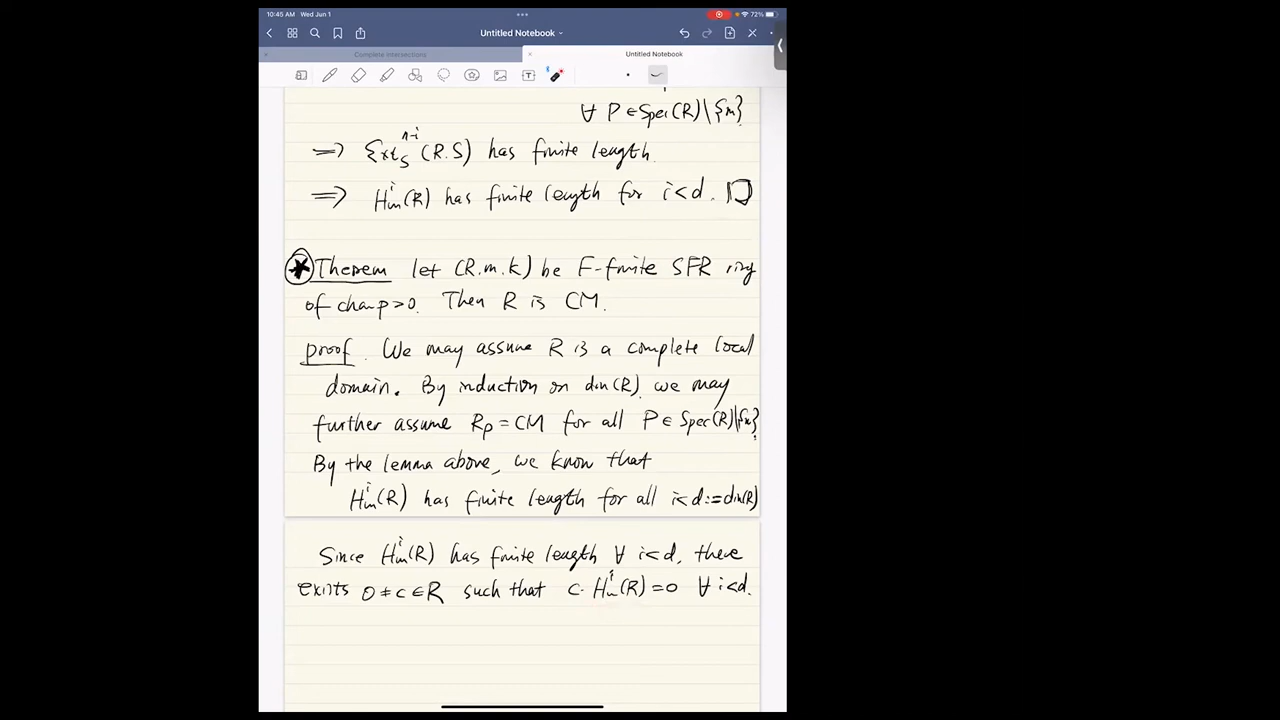 10:45 AM Wed Jun 1
72%
Untitled Notebook
Complete Intersections
Untitled Notebook
∀ P ∈ Spec(R)\{m}
⟹ Ext_S^{n-i}(R.S) has finite length.
⟹ H_m^i(R) has finite length for i<d. □
★ Theorem let (R.m.k) be F-finite SFR ring
of char p>0. Then R is CM.
proof. We may assume R is a complete local
domain. By induction on dim(R), we may
further assume R_P = CM for all P ∈ Spec(R)\{m}
By the lemma above, we know that
H_m^i(R) has finite length for all i<d:=dim(R)
Since H_m^i(R) has finite length ∀ i<d, there
exists 0≠c∈R such that c·H_m^i(R)=0 ∀ i<d.